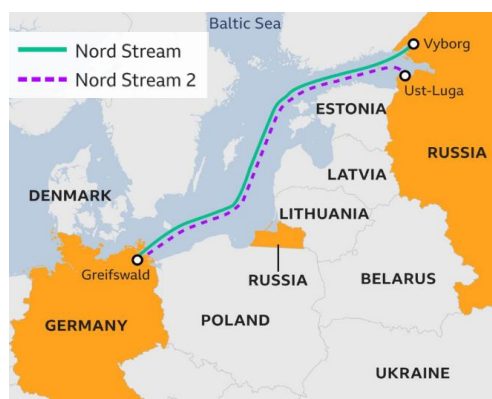 Baltic Sea
Nord Stream
Nord Stream 2
Vyborg
Ust-Luga
ESTONIA
RUSSIA
LATVIA
DENMARK
LITHUANIA
Greifswald
RUSSIA
BELARUS
GERMANY
POLAND
UKRAINE